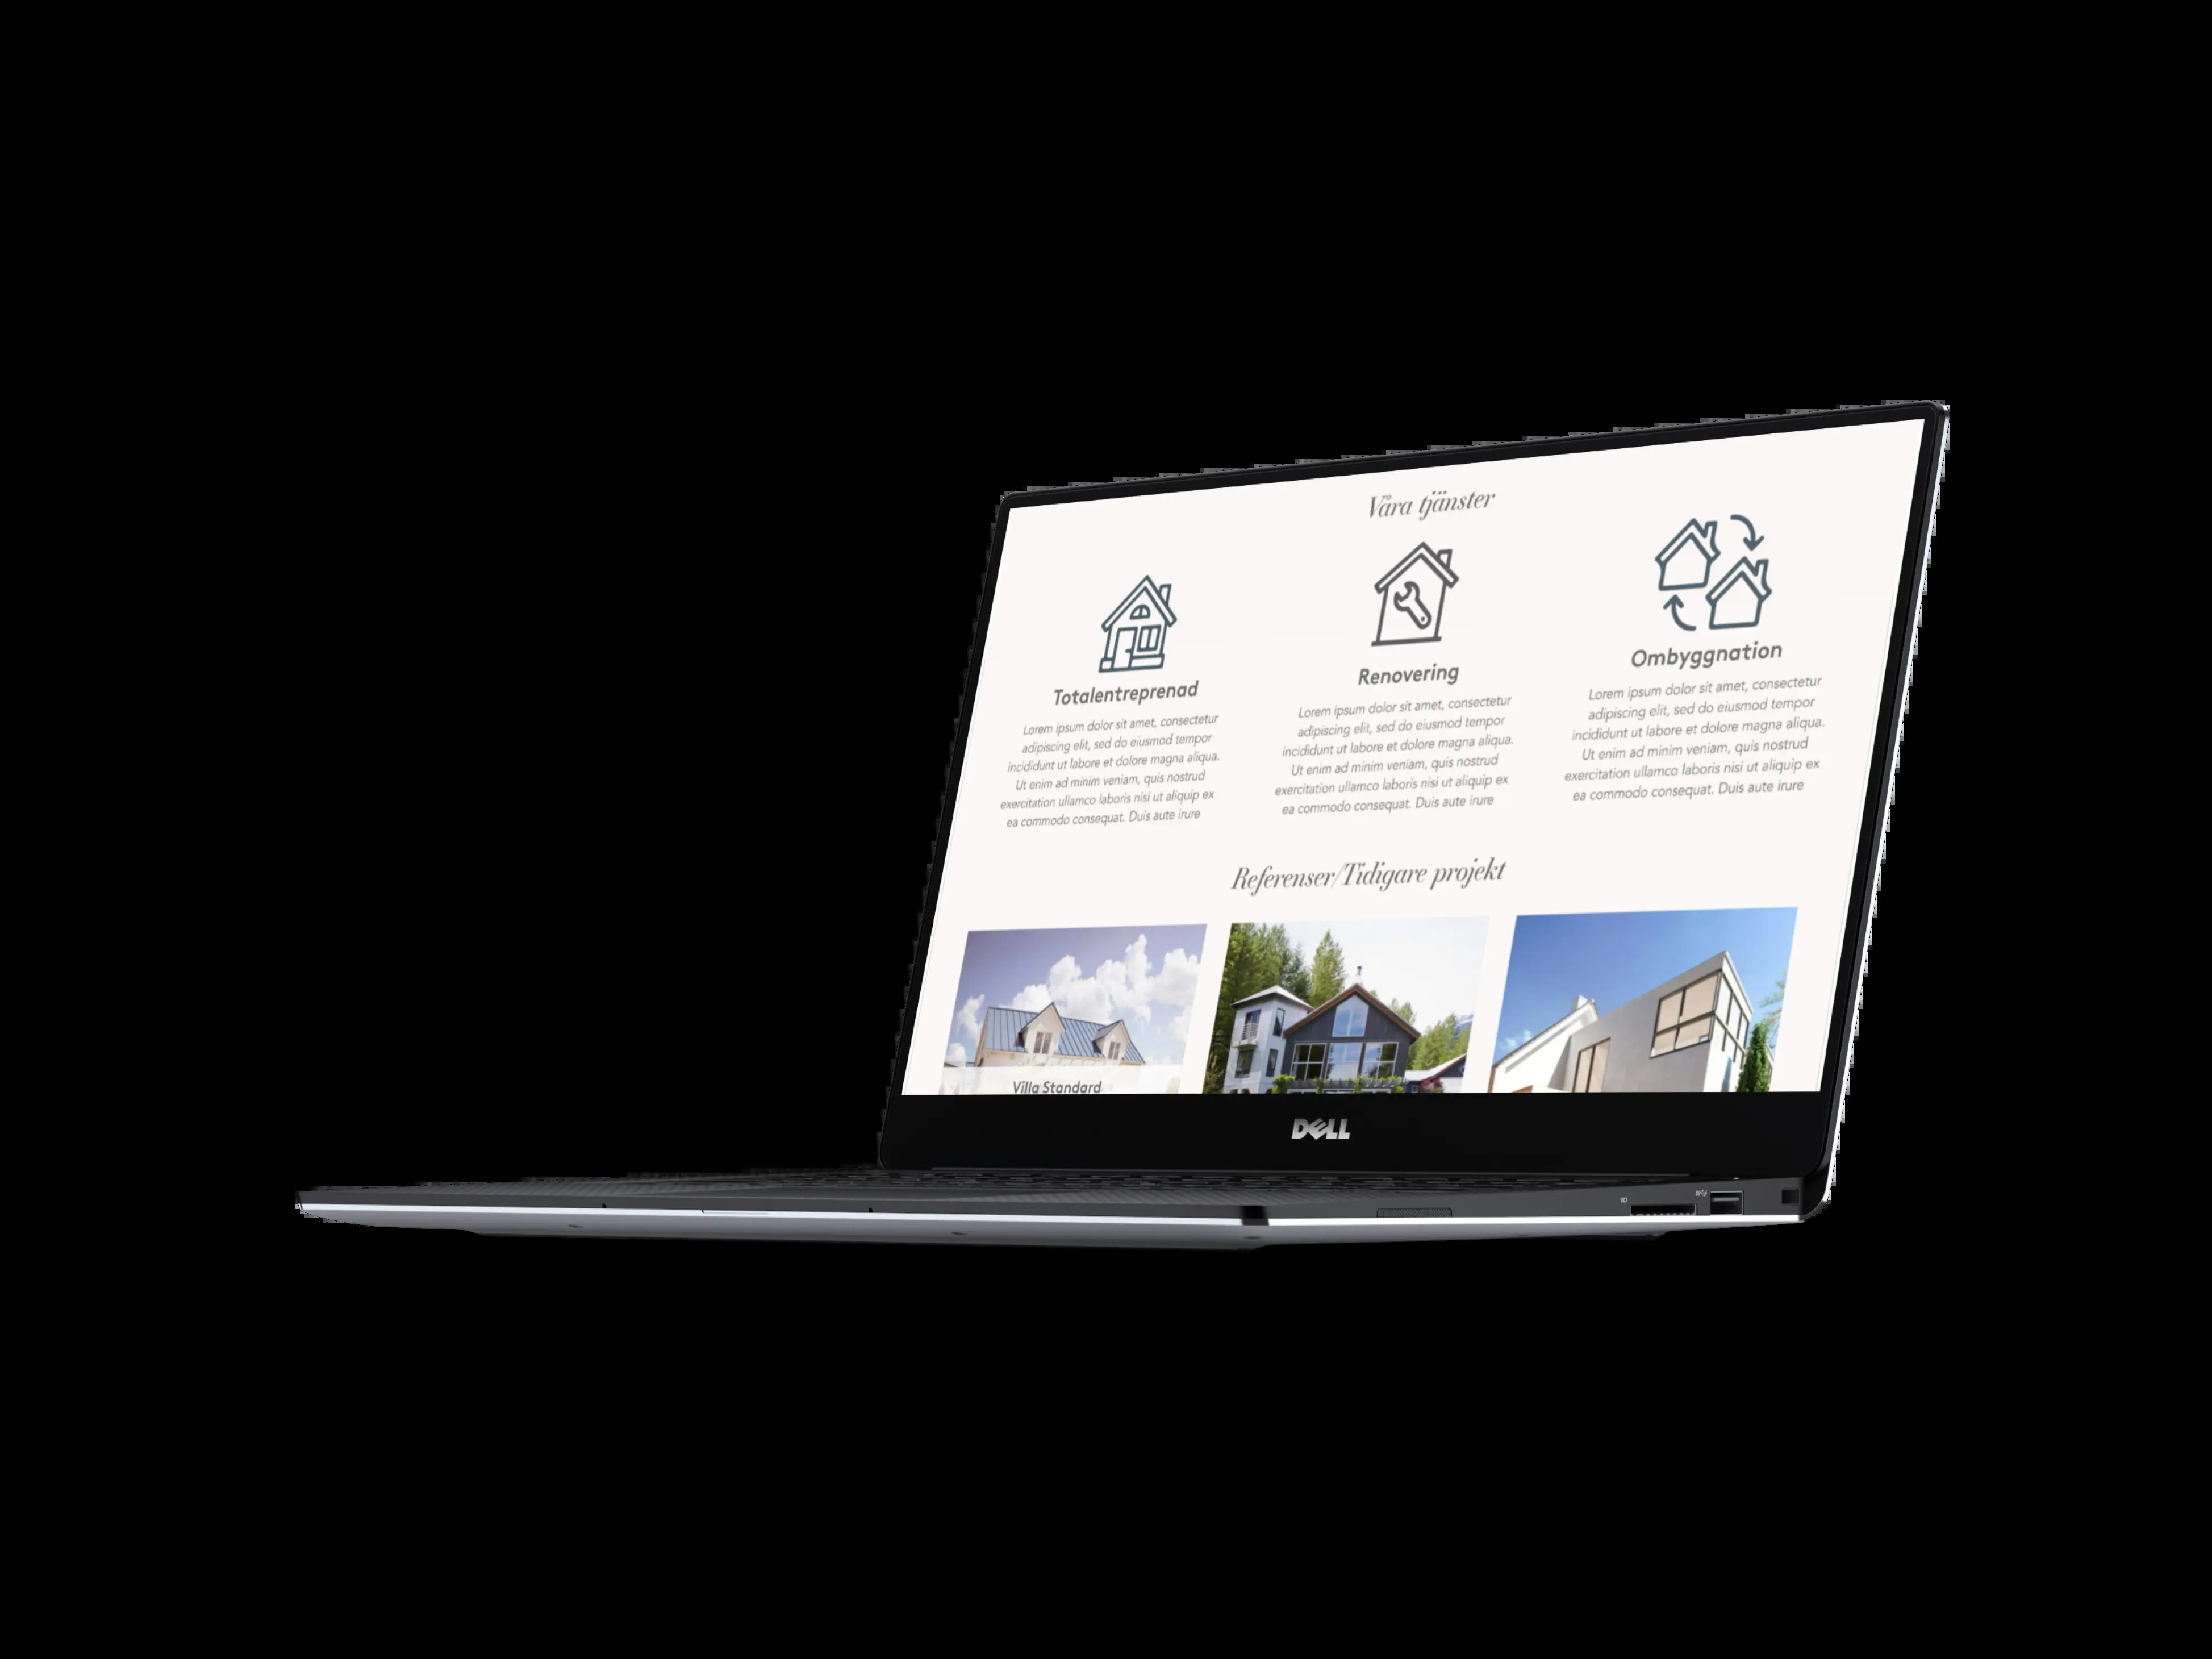 Våra tjänster
Totalentreprenad
Lorem ipsum dolor sit amet, consectetur
adipiscing elit, sed do eiusmod tempor
incididunt ut labore et dolore magna aliqua.
Ut enim ad minim veniam, quis nostrud
exercitation ullamco laboris nisi ut aliquip ex
ea commodo consequat. Duis aute irure
Renovering
Lorem ipsum dolor sit amet, consectetur
adipiscing elit, sed do eiusmod tempor
incididunt ut labore et dolore magna aliqua.
Ut enim ad minim veniam, quis nostrud
exercitation ullamco laboris nisi ut aliquip ex
ea commodo consequat. Duis aute irure
Ombyggnation
Lorem ipsum dolor sit amet, consectetur
adipiscing elit, sed do eiusmod tempor
incididunt ut labore et dolore magna aliqua.
Ut enim ad minim veniam, quis nostrud
exercitation ullamco laboris nisi ut aliquip ex
ea commodo consequat. Duis aute irure
Referenser/Tidigare projekt
Villa Standard
DELL
SD